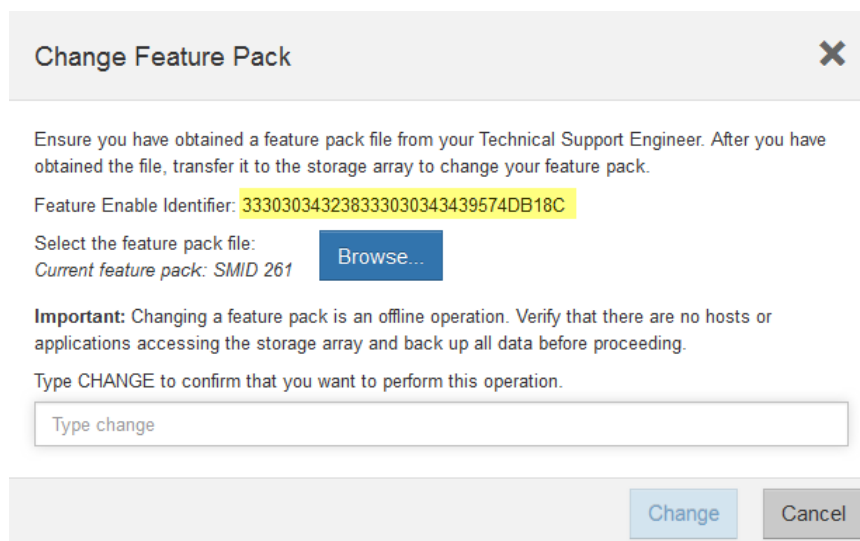 Change Feature Pack
Ensure you have obtained a feature pack file from your Technical Support Engineer. After you have
obtained the file, transfer it to the storage array to change your feature pack.
Feature Enable Identifier: 333030343238333030343439574DB18C
Select the feature pack file:
Current feature pack: SMID 261
Browse...
Important: Changing a feature pack is an offline operation. Verify that there are no hosts or
applications accessing the storage array and back up all data before proceeding.
Type CHANGE to confirm that you want to perform this operation.
Type change
Change
Cancel